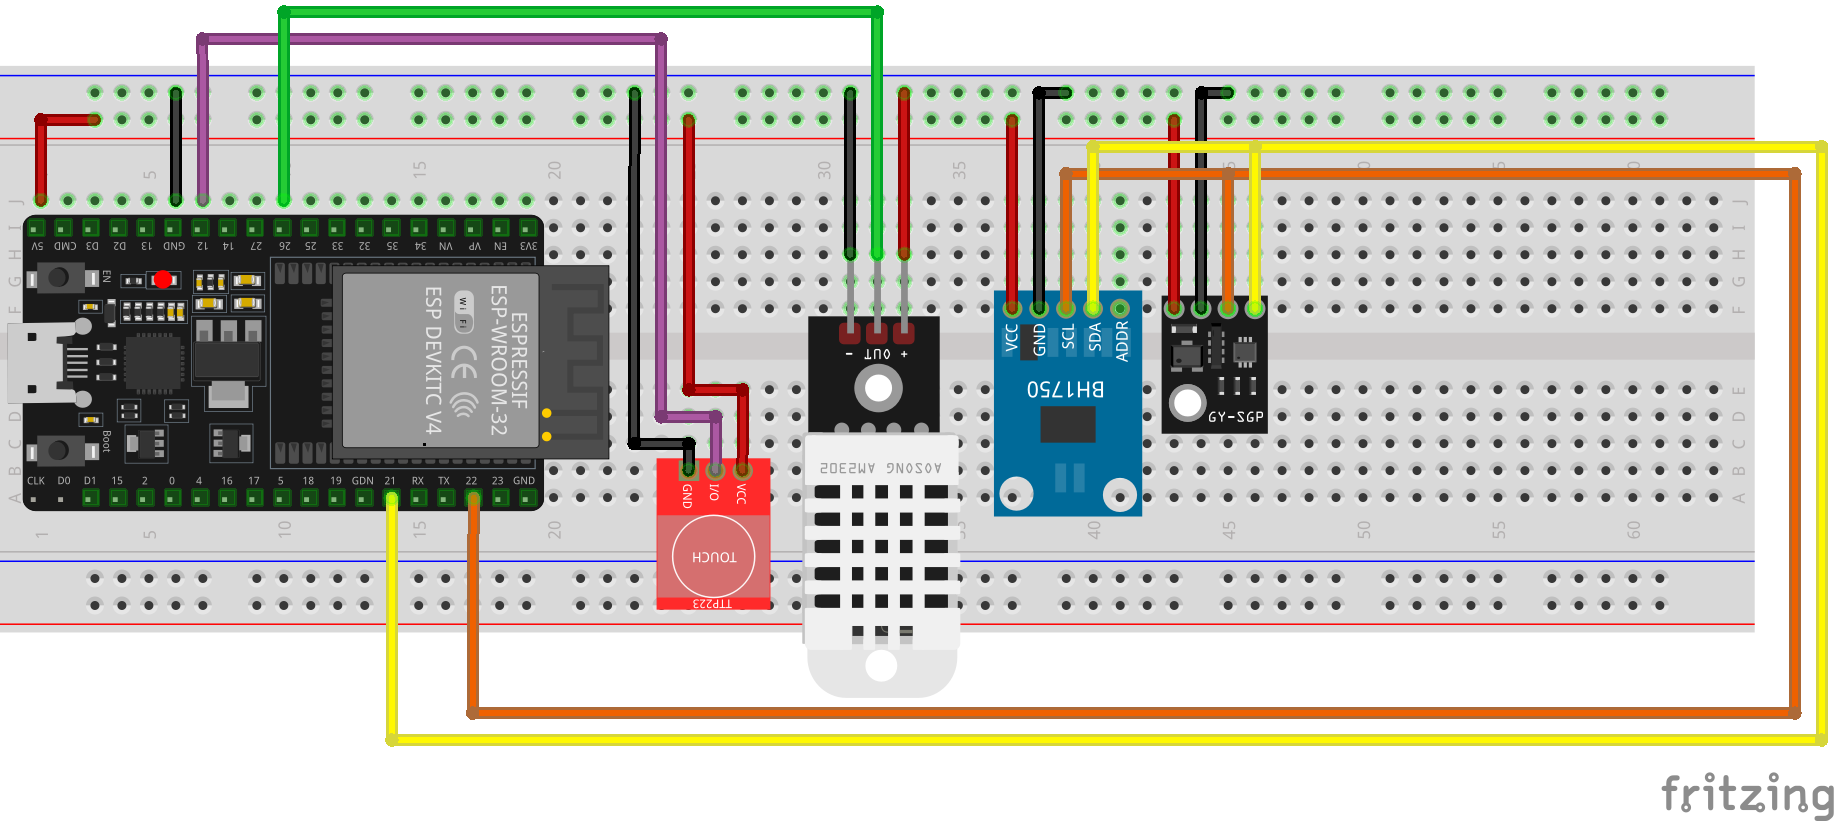 5
15
20
30
35
J
I
H
G
F
J
I
H
G
F
5V CMD D3 D2 13 GND 12 14 27 26 25 33 32 35 34 VN VP EN 3V3
EN
Wi
Fi
ESP DEVKITC V4
ESP-WROOM-32
ESPRESSIF
Boot
CLK D0 D1 15 2 0 4 17 16 5 18 19 GDN 21 RX TX 22 23 GND
- OUT +
VCC GND SCL SDA ADDR
BH1750
GY-SGP
E
D
C
B
A
D
C
B
A
AOSONG AM2302
GND I/O VCC
TOUCH
TTP223
1
5
10
15
20
40
45
50
55
60
fritzing